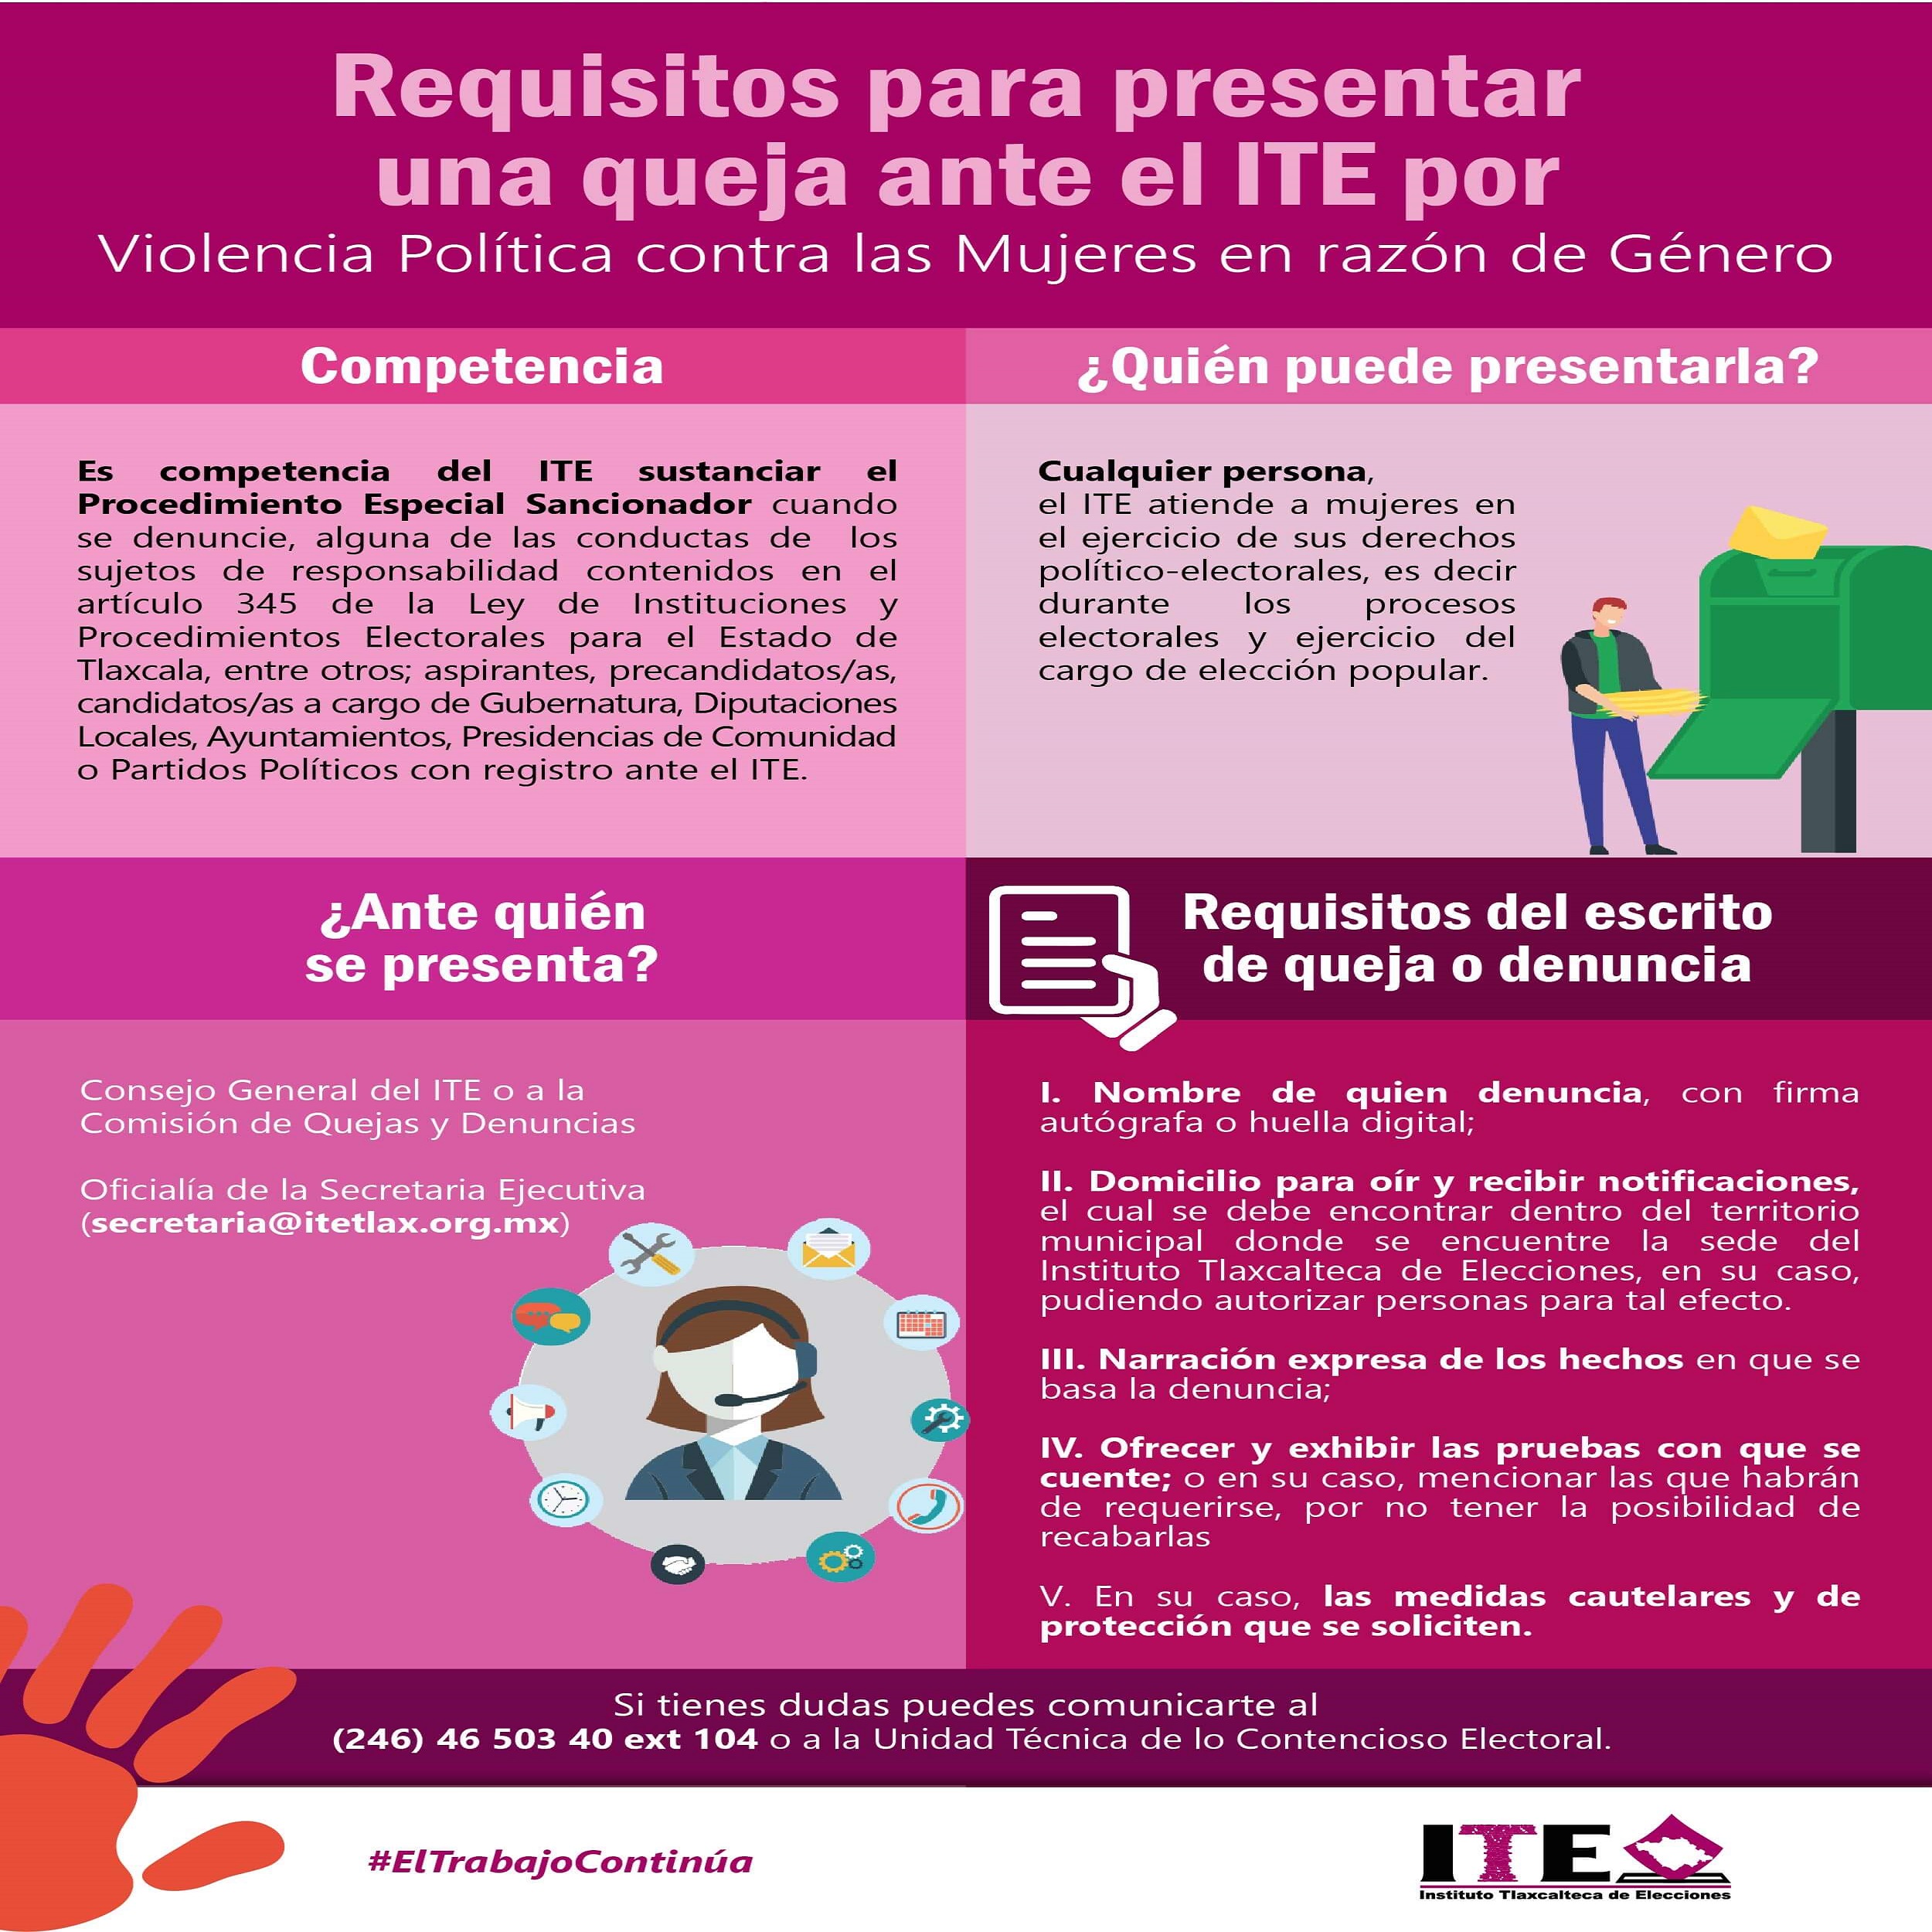 Requisitos para presentar
una queja ante el ITE por
Violencia Política contra las Mujeres en razón de Género
Competencia
Es competencia del ITE sustanciar el
Procedimiento Especial Sancionador cuando
se denuncie, alguna de las conductas de los
sujetos de responsabilidad contenidos en el
artículo 345 de la Ley de Instituciones y
Procedimientos Electorales para el Estado de
Tlaxcala, entre otros; aspirantes, precandidatos/as,
candidatos/as a cargo de Gubernatura, Diputaciones
Locales, Ayuntamientos, Presidencias de Comunidad
o Partidos Políticos con registro ante el ITE.
¿Quién puede presentarla?
Cualquier persona,
el ITE atiende a mujeres en
el ejercicio de sus derechos
político-electorales, es decir
durante los procesos
electorales y ejercicio del
cargo de elección popular.
¿Ante quién
se presenta?
Consejo General del ITE o a la
Comisión de Quejas y Denuncias
Oficialía de la Secretaria Ejecutiva
(secretaria@itetlax.org.mx)
Requisitos del escrito
de queja o denuncia
I. Nombre de quien denuncia, con firma
autógrafa o huella digital;
II. Domicilio para oír y recibir notificaciones,
el cual se debe encontrar dentro del territorio
municipal donde se encuentre la sede del
Instituto Tlaxcalteca de Elecciones, en su caso,
pudiendo autorizar personas para tal efecto.
III. Narración expresa de los hechos en que se
basa la denuncia;
IV. Ofrecer y exhibir las pruebas con que se
cuente; o en su caso, mencionar las que habrán
de requerirse, por no tener la posibilidad de
recabarlas
V. En su caso, las medidas cautelares y de
protección que se soliciten.
Si tienes dudas puedes comunicarte al
(246) 46 503 40 ext 104 o a la Unidad Técnica de lo Contencioso Electoral.
#ElTrabajoContinúa
ITE
Instituto Tlaxcalteca de Elecciones